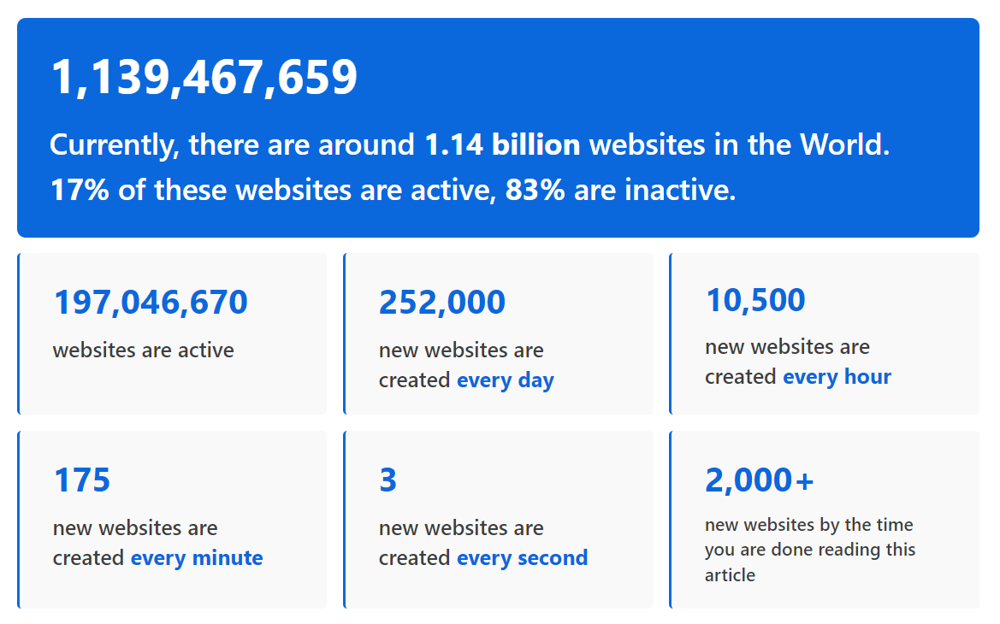 1,139,467,659
Currently, there are around 1.14 billion websites in the World.
17% of these websites are active, 83% are inactive.
197,046,670
websites are active
252,000
new websites are
created every day
10,500
new websites are
created every hour
175
new websites are
created every minute
3
new websites are
created every second
2,000+
new websites by the time
you are done reading this
article